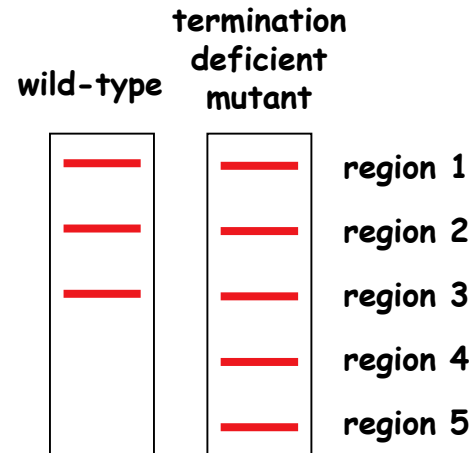 termination
deficient
mutant
wild-type
region 1
region 2
region 3
region 4
region 5